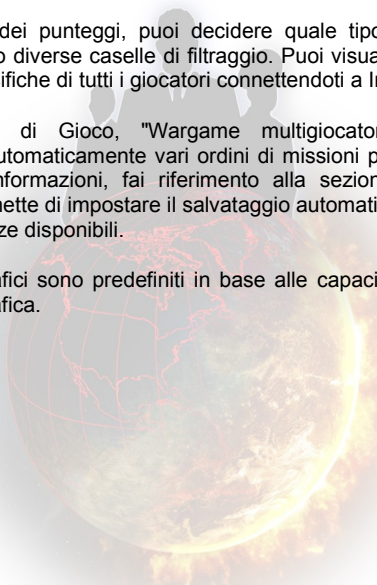 dei punteggi, puoi decidere quale tipo
o diverse caselle di filtraggio. Puoi visua
ifiche di tutti i giocatori connettendoti a In
di Gioco, "Wargame multigiocator
utomaticamente vari ordini di missioni p
nformazioni, fai riferimento alla sezion
nette di impostare il salvataggio automati
ze disponibili.
afici sono predefiniti in base alle capaci
afica.